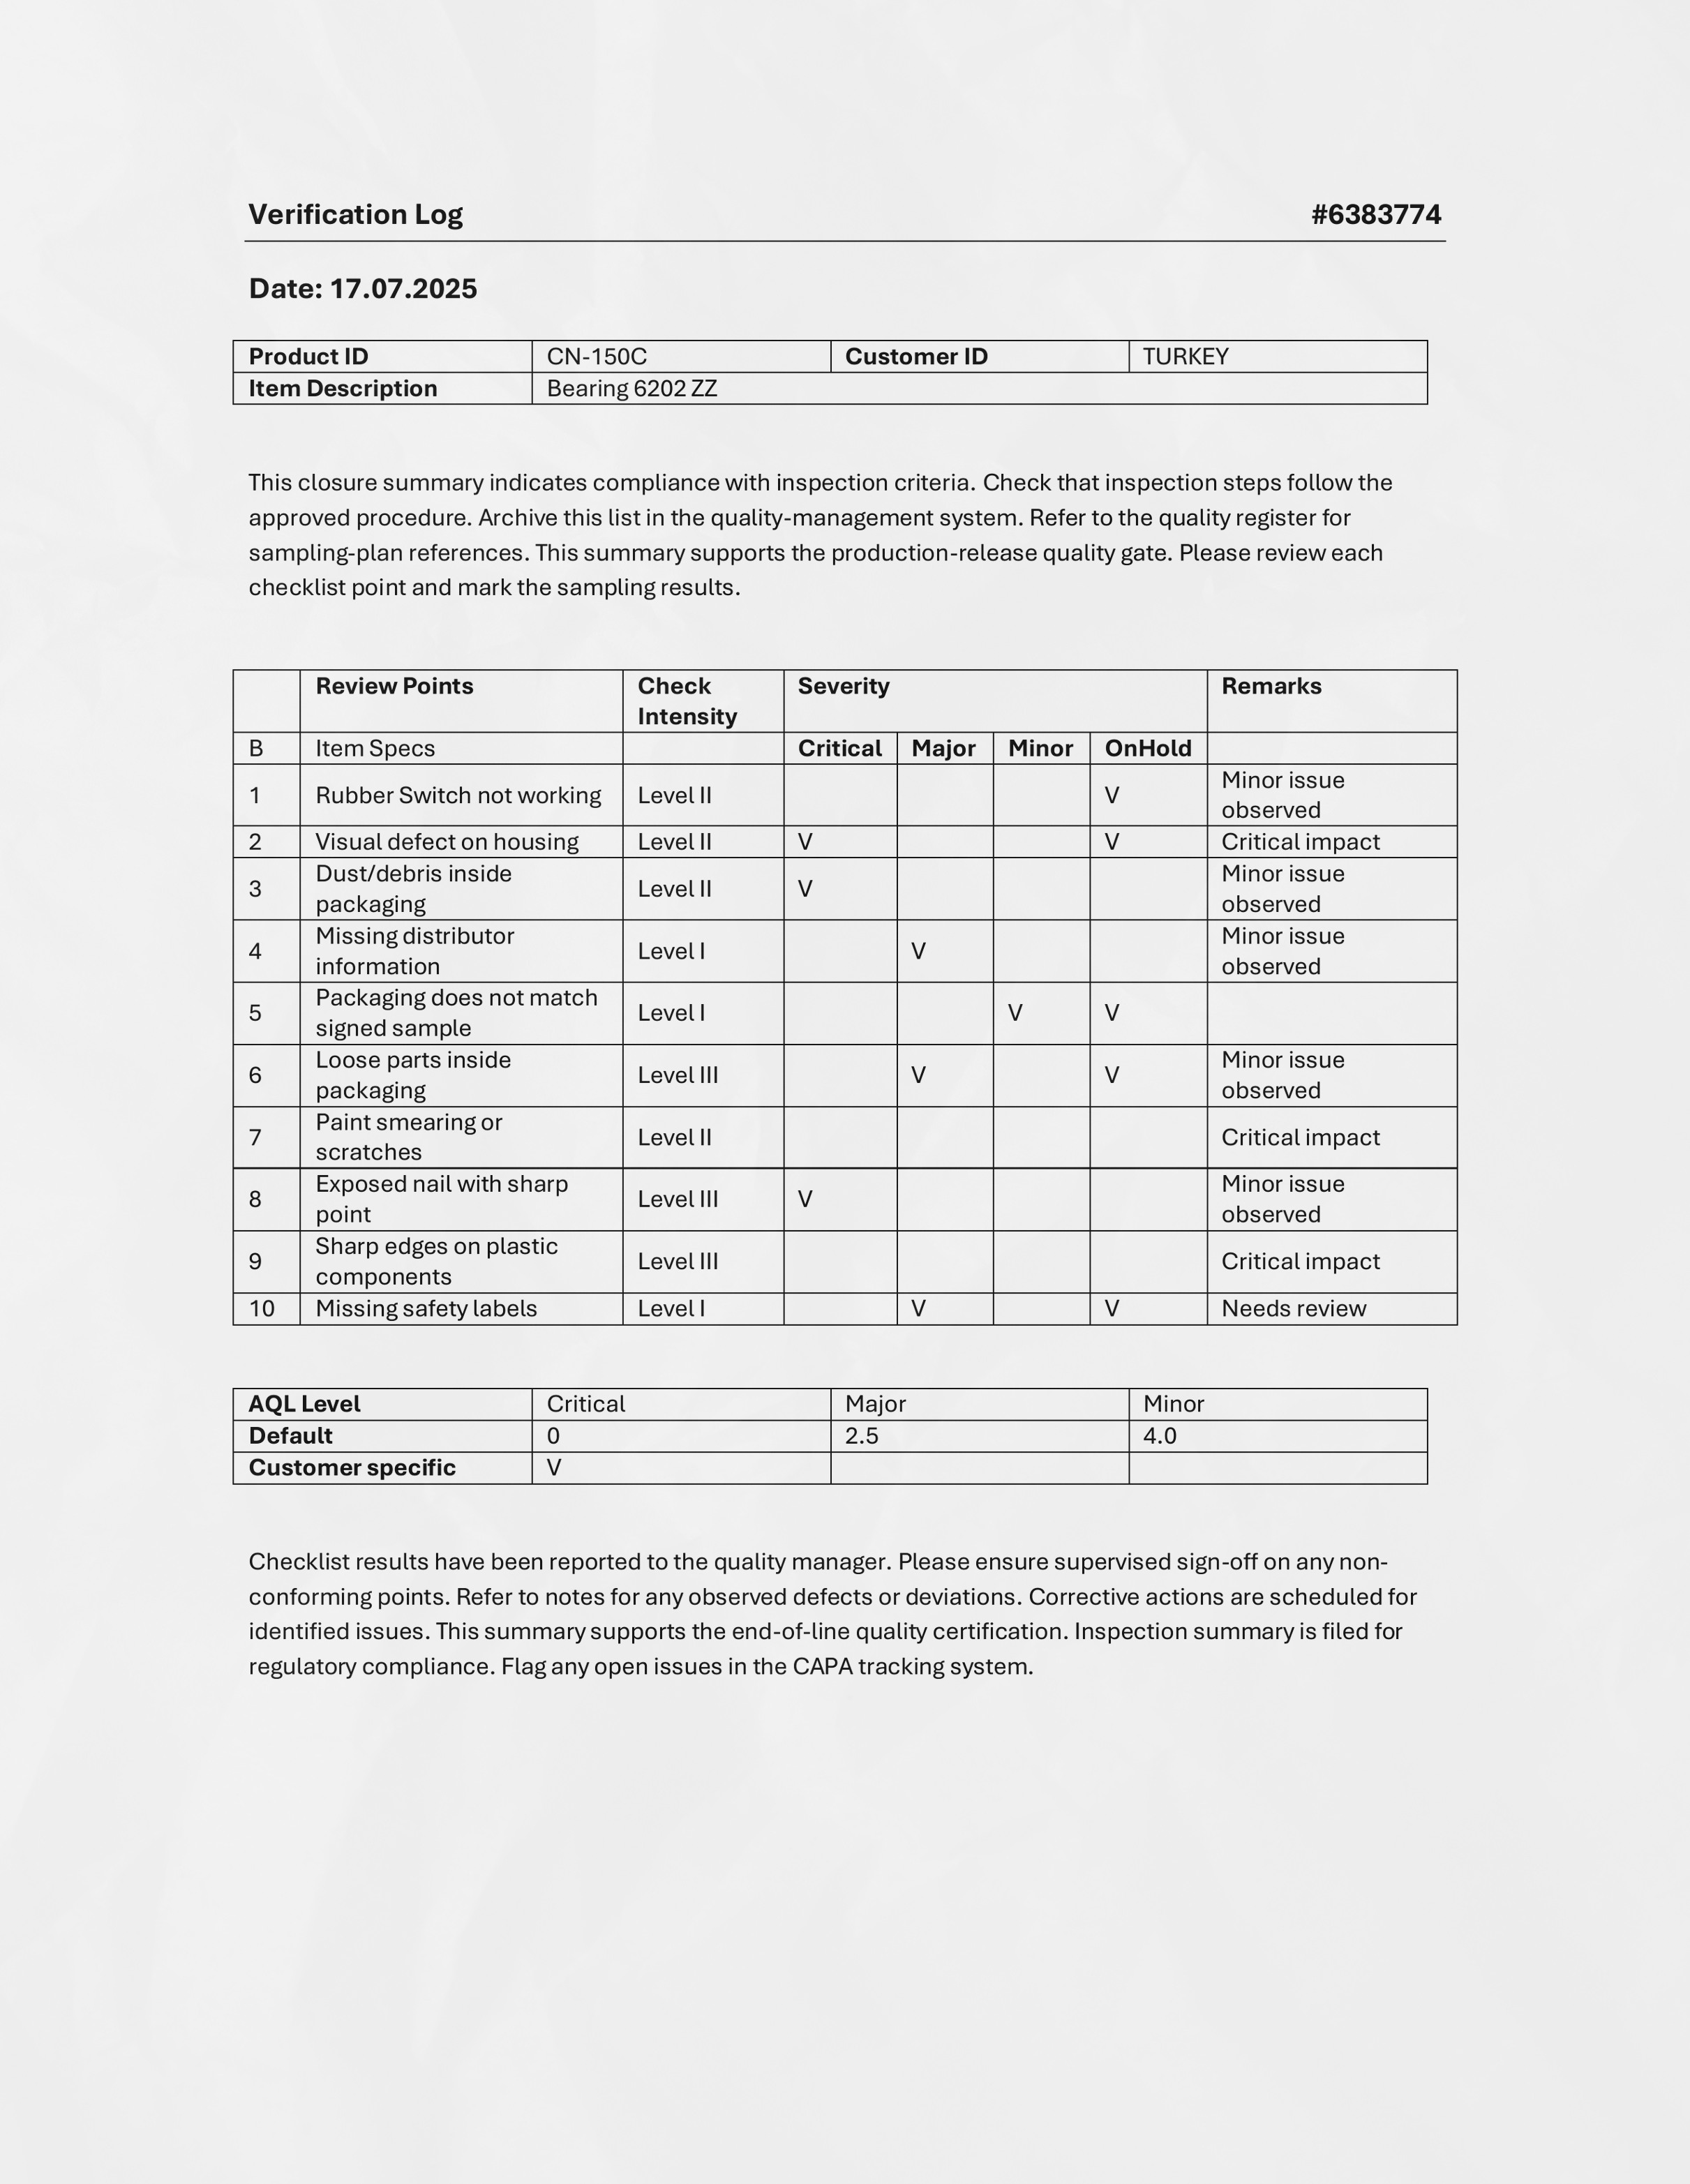 Verification Log #6383774
Date: 17.07.2025
Product ID CN-150C Customer ID TURKEY
Item Description Bearing 6202 ZZ
This closure summary indicates compliance with inspection criteria. Check that inspection steps follow the
approved procedure. Archive this list in the quality-management system. Refer to the quality register for
sampling-plan references. This summary supports the production-release quality gate. Please review each
checklist point and mark the sampling results.
Review Points Check Intensity Severity Remarks
B Item Specs Critical Major Minor OnHold
1 Rubber Switch not working Level II V Minor issue observed
2 Visual defect on housing Level II V V Critical impact
3 Dust/debris inside packaging Level II V Minor issue observed
4 Missing distributor information Level I V Minor issue observed
5 Packaging does not match signed sample Level I V V
6 Loose parts inside packaging Level III V V Minor issue observed
7 Paint smearing or scratches Level II Critical impact
8 Exposed nail with sharp point Level III V Minor issue observed
9 Sharp edges on plastic components Level III Critical impact
10 Missing safety labels Level I V V Needs review
AQL Level Critical Major Minor
Default 0 2.5 4.0
Customer specific V
Checklist results have been reported to the quality manager. Please ensure supervised sign-off on any non-
conforming points. Refer to notes for any observed defects or deviations. Corrective actions are scheduled for
identified issues. This summary supports the end-of-line quality certification. Inspection summary is filed for
regulatory compliance. Flag any open issues in the CAPA tracking system.